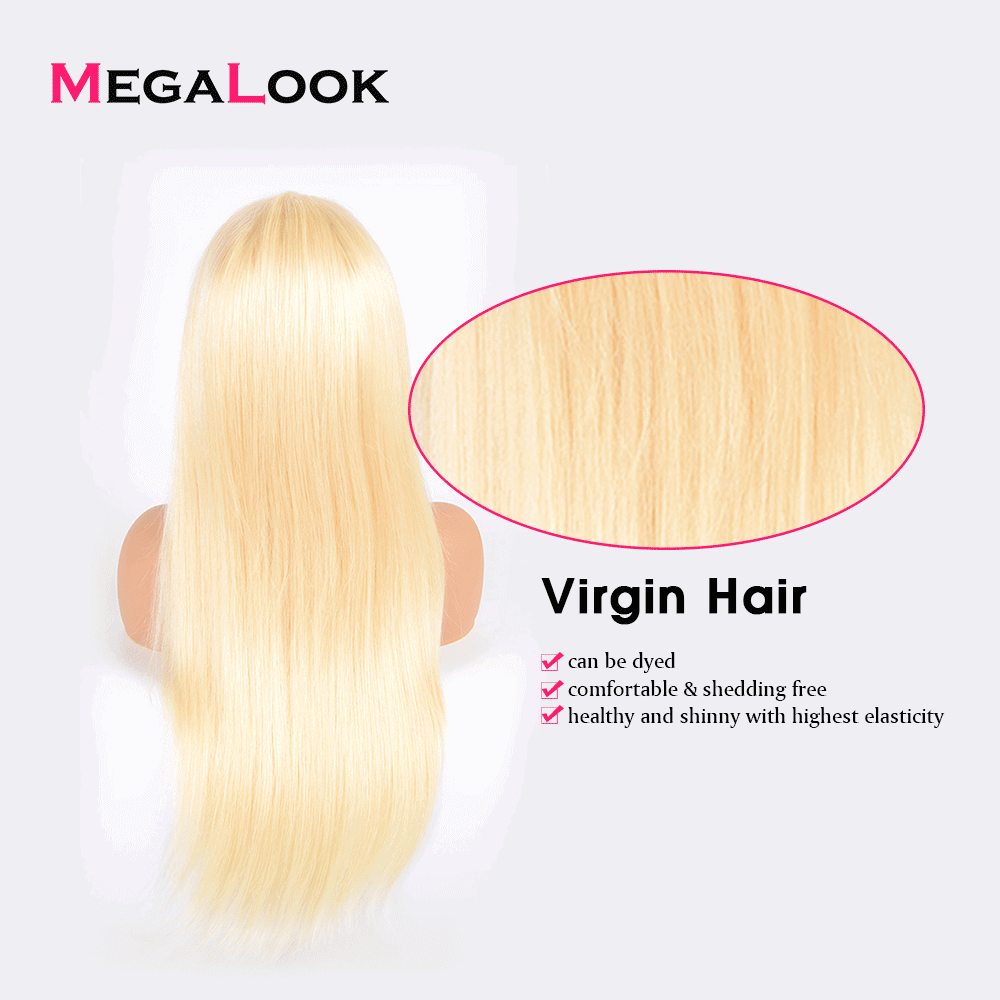 MEGALOOK
Virgin Hair
can be dyed
comfortable & shedding free
healthy and shinny with highest elasticity